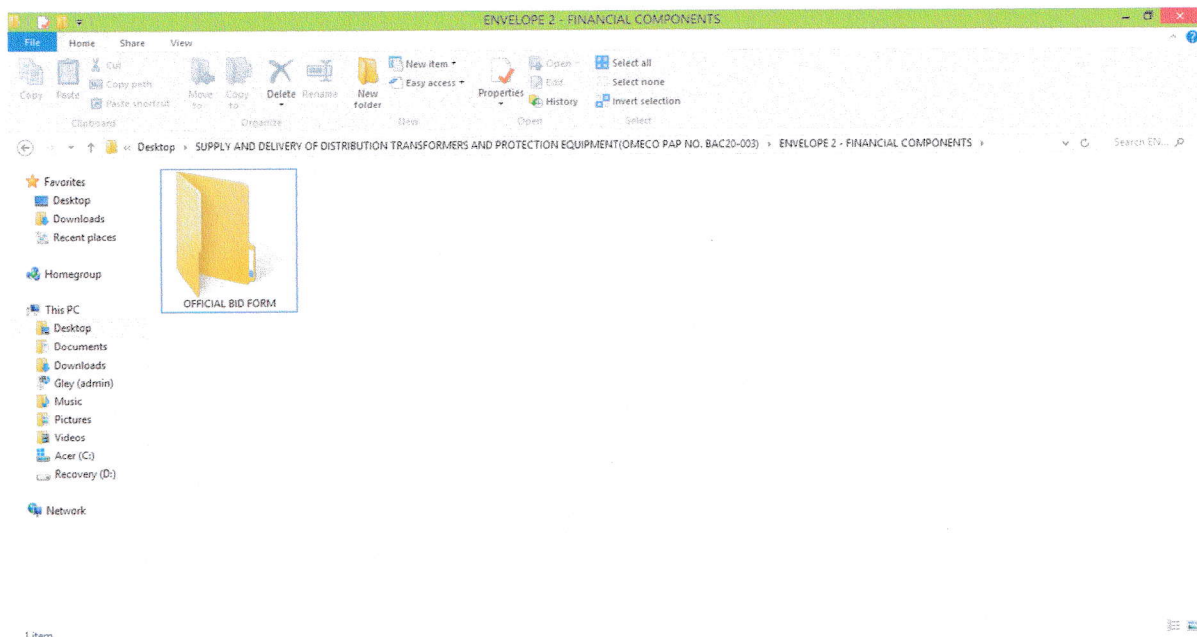 ENVELOPE 2 - FINANCIAL COMPONENTS
File Home Share View
Copy
Paste
Cut
Copy path
Paste shortcut
Clipboard
Move to
Copy to
Delete
Rename
Organize
New folder
New item
Easy access
New
Properties
Open
Edit
History
Open
Select all
Select none
Invert selection
Select
« Desktop › SUPPLY AND DELIVERY OF DISTRIBUTION TRANSFORMERS AND PROTECTION EQUIPMENT(OMECO PAP NO. BAC20-003) › ENVELOPE 2 - FINANCIAL COMPONENTS ›
Search EN...
Favorites
Desktop
Downloads
Recent places
Homegroup
This PC
Desktop
Documents
Downloads
Gley (admin)
Music
Pictures
Videos
Acer (C:)
Recovery (D:)
Network
OFFICIAL BID FORM
1 item